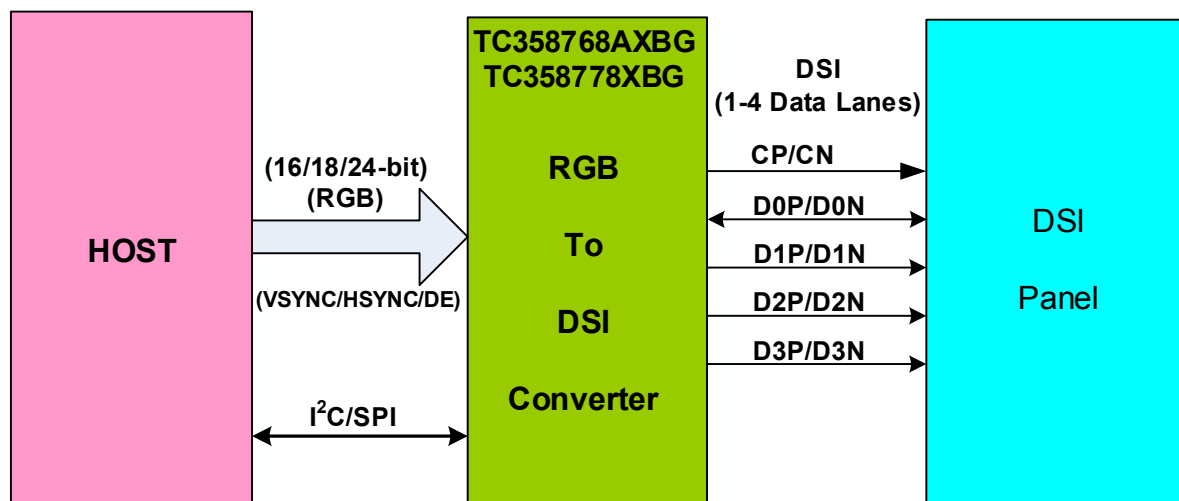 HOST
(16/18/24-bit)
(RGB)
(VSYNC/HSYNC/DE)
I²C/SPI
TC358768AXBG
TC358778XBG
RGB
To
DSI
Converter
DSI
(1-4 Data Lanes)
CP/CN
D0P/D0N
D1P/D1N
D2P/D2N
D3P/D3N
DSI
Panel